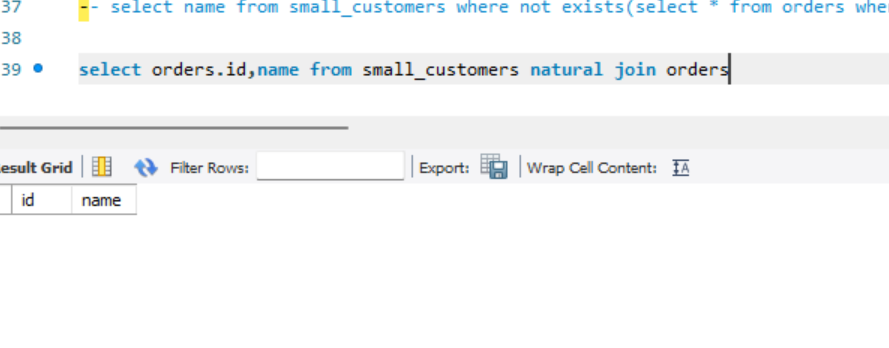 37 -- select name from small_customers where not exists(select * from orders whe
38
39 select orders.id,name from small_customers natural join orders
esult Grid Filter Rows: Export: Wrap Cell Content: IA
id name